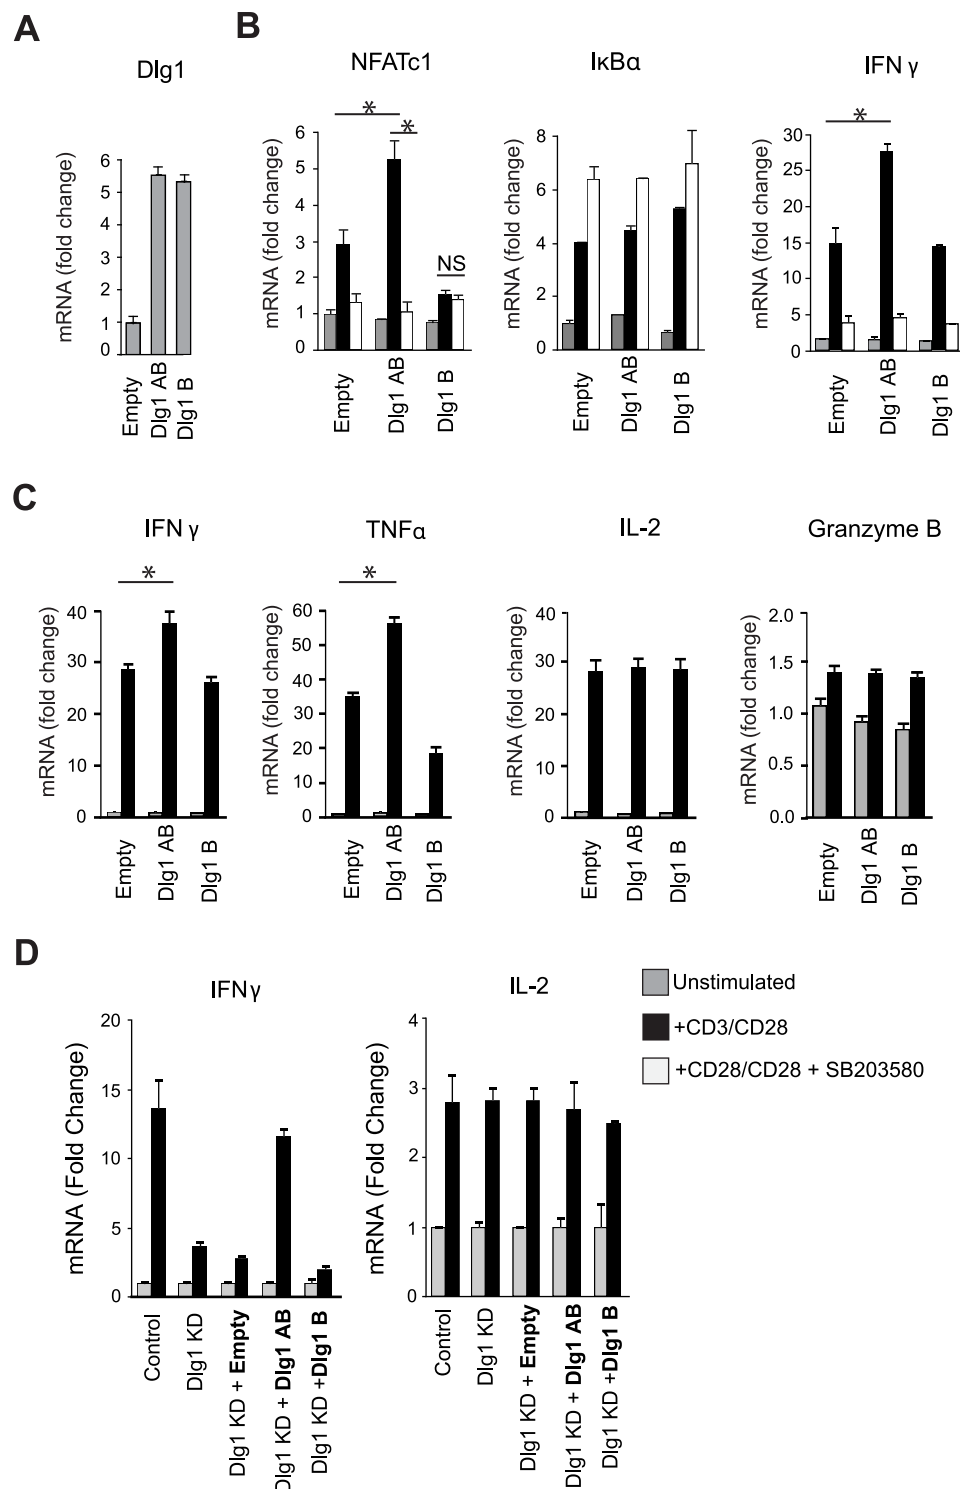 A
Dlg1
mRNA (fold change)
6
5
4
3
2
1
0
Empty
Dlg1 AB
Dlg1 B
B
NFATc1
*
*
NS
mRNA (fold change)
6
5
4
3
2
1
0
Empty
Dlg1 AB
Dlg1 B
IκBα
mRNA (fold change)
8
6
4
2
0
Empty
Dlg1 AB
Dlg1 B
IFN γ
*
mRNA (fold change)
30
25
20
15
10
5
0
Empty
Dlg1 AB
Dlg1 B
C
IFN γ
*
mRNA (fold change)
40
30
20
10
0
Empty
Dlg1 AB
Dlg1 B
TNFα
*
mRNA (fold change)
60
50
40
30
20
10
0
Empty
Dlg1 AB
Dlg1 B
IL-2
mRNA (fold change)
40
30
20
10
0
Empty
Dlg1 AB
Dlg1 B
Granzyme B
mRNA (fold change)
2.0
1.5
1.0
0.5
0.0
Empty
Dlg1 AB
Dlg1 B
D
IFNγ
mRNA (Fold Change)
20
15
10
5
0
Control
Dlg1 KD
Dlg1 KD + Empty
Dlg1 KD + Dlg1 AB
Dlg1 KD +Dlg1 B
IL-2
mRNA (Fold Change)
4
3
2
1
0
Control
Dlg1 KD
Dlg1 KD + Empty
Dlg1 KD + Dlg1 AB
Dlg1 KD +Dlg1 B
Unstimulated
+CD3/CD28
+CD28/CD28 + SB203580